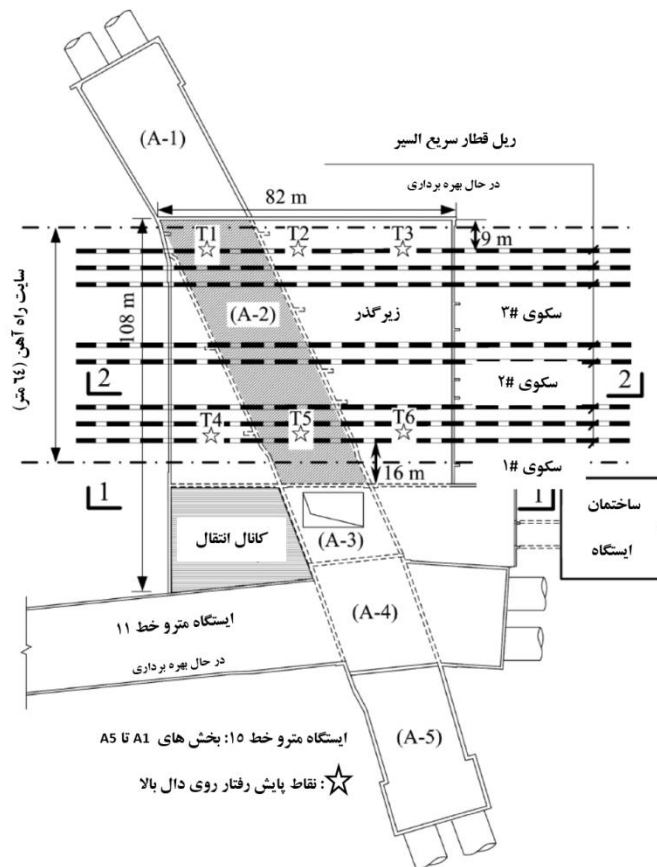 (A-1)
ریل قطار سریع السیر
در حال بهره برداری
82 m
9 m
T1
T2
T3
سایت راه آهن (٦٤ متر)
108 m
(A-2)
زیرگذر
سکوی #۳
سکوی #۲
2
2
T4
T5
T6
16 m
سکوی #۱
1
1
ساختمان
ایستگاه
کانال انتقال
(A-3)
(A-4)
ایستگاه مترو خط ۱۱
در حال بهره برداری
(A-5)
ایستگاه مترو خط ۱۵: بخش های A1 تا A5
☆: نقاط پایش رفتار روی دال بالا